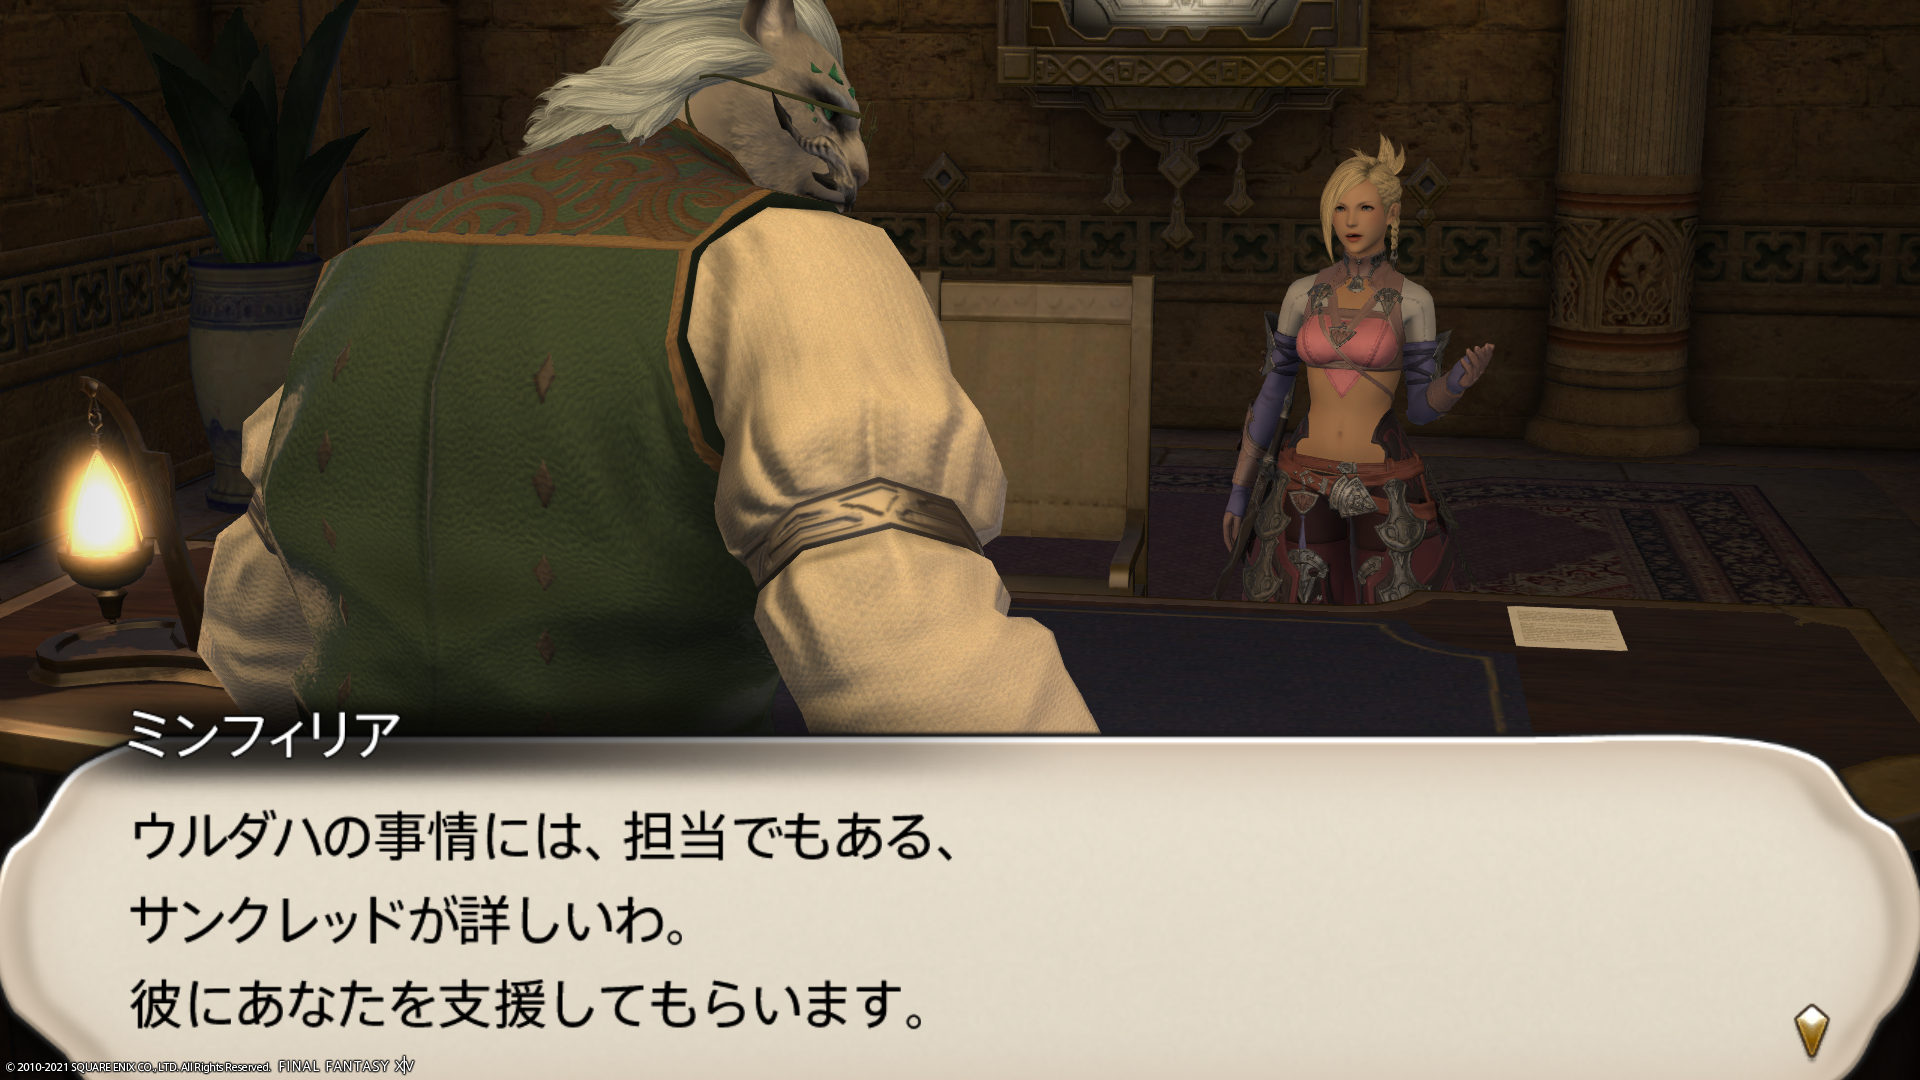 ミンフィリア
ウルダハの事情には、担当でもある、
サンクレッドが詳しいわ。
彼にあなたを支援してもらいます。
© 2010-2021 SQUARE ENIX CO., LTD. All Rights Reserved. FINAL FANTASY XIV